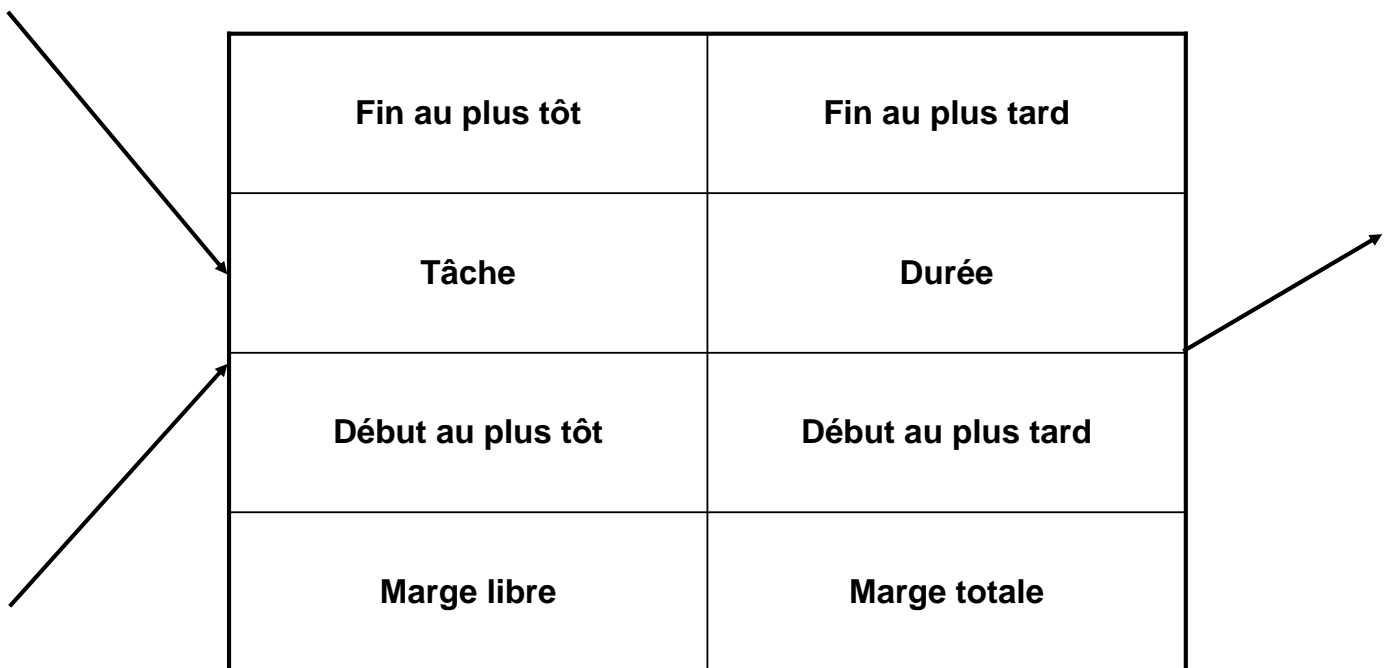 Fin au plus tôt Fin au plus tard
Tâche Durée
Début au plus tôt Début au plus tard
Marge libre Marge totale